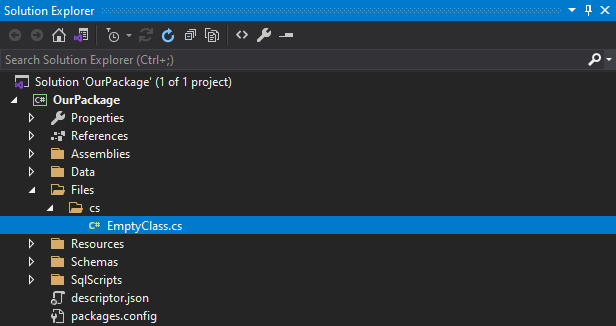 Solution Explorer
Search Solution Explorer (Ctrl+;)
Solution 'OurPackage' (1 of 1 project)
C# OurPackage
Properties
References
Assemblies
Data
Files
cs
C# EmptyClass.cs
Resources
Schemas
SqlScripts
descriptor.json
packages.config